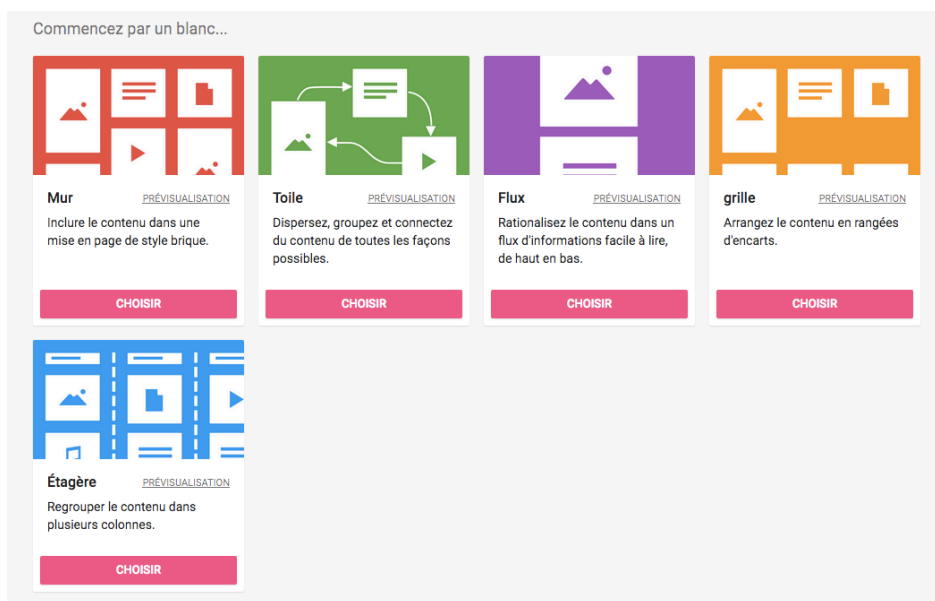 Commencez par un blanc...
Mur PRÉVISUALISATION
Inclure le contenu dans une
mise en page de style brique.
CHOISIR
Toile PRÉVISUALISATION
Dispersez, groupez et connectez
du contenu de toutes les façons
possibles.
CHOISIR
Flux PRÉVISUALISATION
Rationalisez le contenu dans un
flux d'informations facile à lire,
de haut en bas.
CHOISIR
grille PRÉVISUALISATION
Arrangez le contenu en rangées
d'encarts.
CHOISIR
Étagère PRÉVISUALISATION
Regrouper le contenu dans
plusieurs colonnes.
CHOISIR